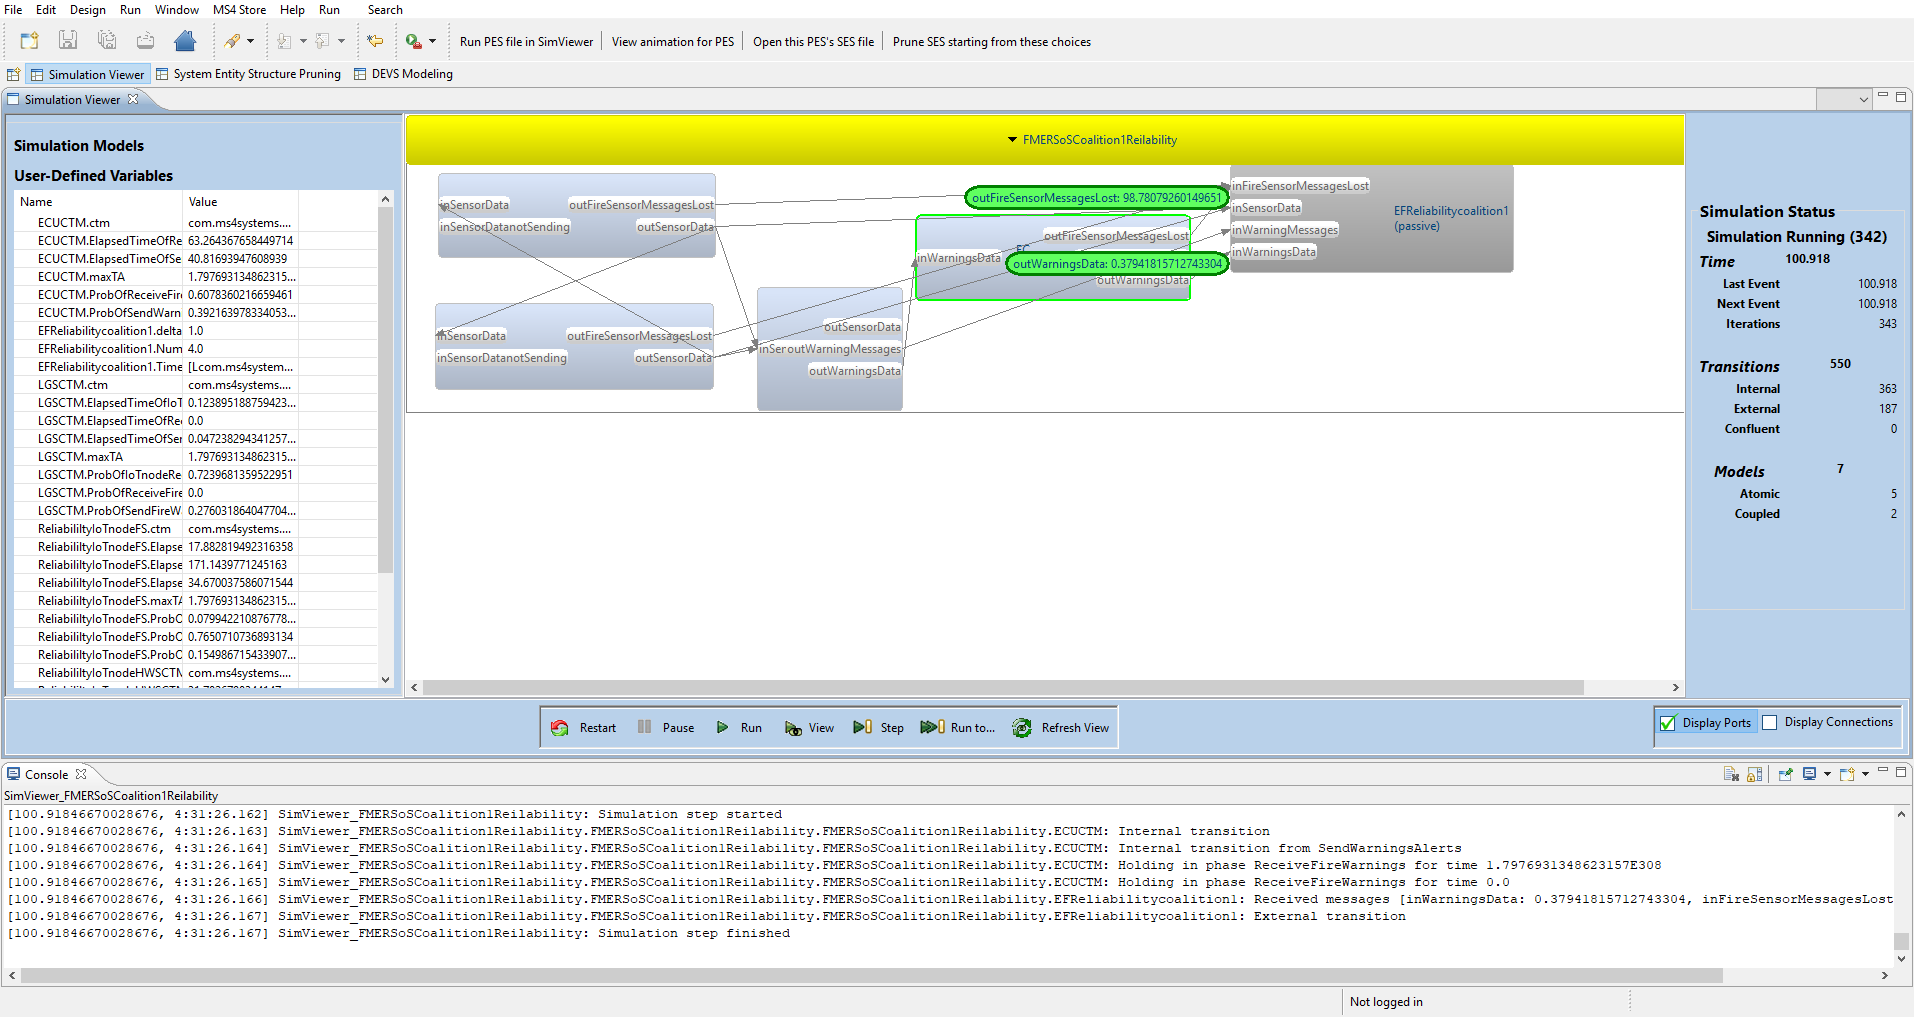 File Edit Design Run Window MS4 Store Help Run Search
Run PES file in SimViewer View animation for PES Open this PES's SES file Prune SES starting from these choices
Simulation Viewer System Entity Structure Pruning DEVS Modeling
Simulation Viewer
Simulation Models
User-Defined Variables
Name Value
ECUCTM.ctm com.ms4systems....
ECUCTM.ElapsedTimeOfRe 63.264367658449714
ECUCTM.ElapsedTimeOfSe 40.81693947608939
ECUCTM.maxTA 1.797693134862315...
ECUCTM.ProbOfReceiveFire 0.6078360216659461
ECUCTM.ProbOfSendWarn 0.392163978334053...
EFReliabilitycoalition1.delta 1.0
EFReliabilitycoalition1.Num 4.0
EFReliabilitycoalition1.Time [Lcom.ms4system...
LGSCTM.ctm com.ms4systems....
LGSCTM.ElapsedTimeOfIoT 0.123895188759423...
LGSCTM.ElapsedTimeOfRe 0.0
LGSCTM.ElapsedTimeOfSer 0.047238294341257...
LGSCTM.maxTA 1.797693134862315...
LGSCTM.ProbOfIoTnodeRe 0.7239681359522951
LGSCTM.ProbOfReceiveFire 0.0
LGSCTM.ProbOfSendFireW 0.276031864047704...
ReliabililtyIoTnodeFS.ctm com.ms4systems....
ReliabililtyIoTnodeFS.Elapse 17.882819492316358
ReliabililtyIoTnodeFS.Elapse 171.1439771245163
ReliabililtyIoTnodeFS.Elapse 34.670037586071544
ReliabililtyIoTnodeFS.maxTA 1.797693134862315...
ReliabililtyIoTnodeFS.ProbC 0.079942210876778...
ReliabililtyIoTnodeFS.ProbC 0.7650710736893134
ReliabililtyIoTnodeFS.ProbC 0.154986715433907...
ReliabililtyIoTnodeHWSCTM com.ms4systems....
FMERSoSCoalition1Reilability
inSensorData outFireSensorMessagesLost
inSensorDatanotSending outSensorData
inSensorData outFireSensorMessagesLost
inSensorDatanotSending outSensorData
outSensorData
inSer outWarningMessages
outWarningsData
outFireSensorMessagesLost: 98.78079260149651
outFireSensorMessagesLost
inWarningsData EC
outWarningsData: 0.37941815712743304
outWarningsData
inFireSensorMessagesLost
inSensorData
inWarningMessages
inWarningsData
EFReliabilitycoalition1
(passive)
Simulation Status
Simulation Running (342)
Time 100.918
Last Event 100.918
Next Event 100.918
Iterations 343
Transitions 550
Internal 363
External 187
Confluent 0
Models 7
Atomic 5
Coupled 2
Restart Pause Run View Step Run to... Refresh View
Display Ports Display Connections
Console
SimViewer_FMERSoSCoalition1Reilability
[100.91846670028676, 4:31:26.162] SimViewer_FMERSoSCoalition1Reilability: Simulation step started
[100.91846670028676, 4:31:26.163] SimViewer_FMERSoSCoalition1Reilability.FMERSoSCoalition1Reilability.FMERSoSCoalition1Reilability.ECUCTM: Internal transition
[100.91846670028676, 4:31:26.164] SimViewer_FMERSoSCoalition1Reilability.FMERSoSCoalition1Reilability.FMERSoSCoalition1Reilability.ECUCTM: Internal transition from SendWarningsAlerts
[100.91846670028676, 4:31:26.164] SimViewer_FMERSoSCoalition1Reilability.FMERSoSCoalition1Reilability.FMERSoSCoalition1Reilability.ECUCTM: Holding in phase ReceiveFireWarnings for time 1.7976931348623157E308
[100.91846670028676, 4:31:26.165] SimViewer_FMERSoSCoalition1Reilability.FMERSoSCoalition1Reilability.FMERSoSCoalition1Reilability.ECUCTM: Holding in phase ReceiveFireWarnings for time 0.0
[100.91846670028676, 4:31:26.166] SimViewer_FMERSoSCoalition1Reilability.FMERSoSCoalition1Reilability.FMERSoSCoalition1Reilability.EFReliabilitycoalition1: Received messages [inWarningsData: 0.37941815712743304, inFireSensorMessagesLost
[100.91846670028676, 4:31:26.167] SimViewer_FMERSoSCoalition1Reilability.FMERSoSCoalition1Reilability.FMERSoSCoalition1Reilability.EFReliabilitycoalition1: External transition
[100.91846670028676, 4:31:26.167] SimViewer_FMERSoSCoalition1Reilability: Simulation step finished
Not logged in